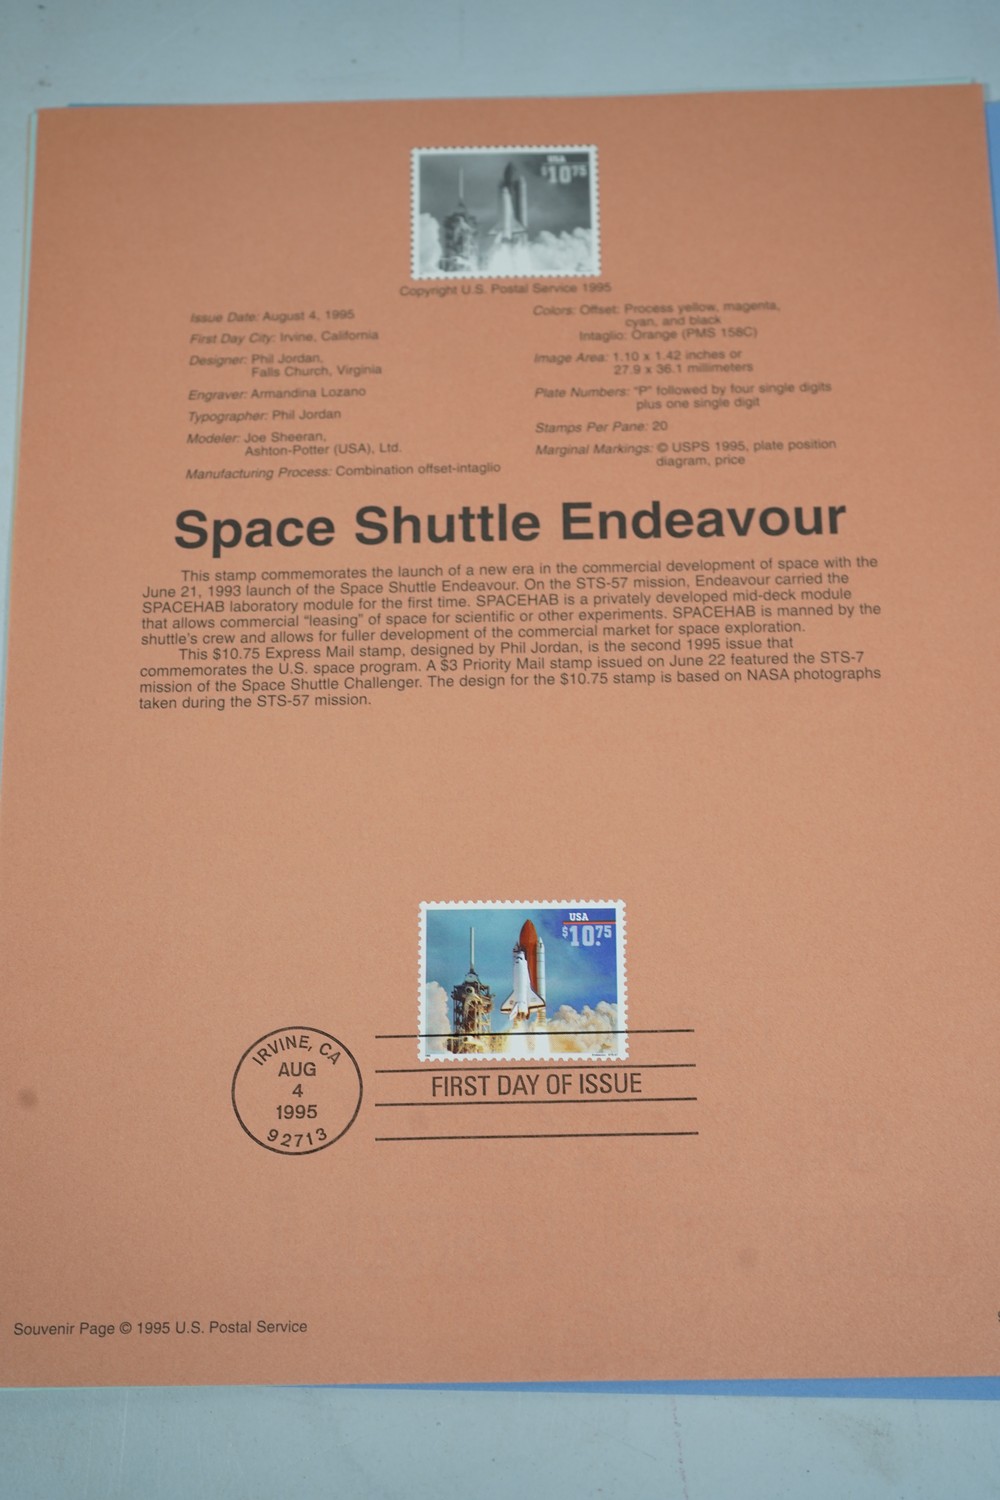 USA
$10 75
Copyright U.S. Postal Service 1995
Issue Date: August 4, 1995
First Day City: Irvine, California
Designer: Phil Jordan,
Falls Church, Virginia
Engraver: Armandina Lozano
Typographer: Phil Jordan
Modeler: Joe Sheeran,
Ashton-Potter (USA), Ltd.
Manufacturing Process: Combination offset-intaglio
Colors: Offset: Process yellow, magenta,
cyan, and black
Intaglio: Orange (PMS 158C)
Image Area: 1.10 x 1.42 inches or
27.9 x 36.1 millimeters
Plate Numbers: "P" followed by four single digits
plus one single digit
Stamps Per Pane: 20
Marginal Markings: © USPS 1995, plate position
diagram, price
Space Shuttle Endeavour
This stamp commemorates the launch of a new era in the commercial development of space with the
June 21, 1993 launch of the Space Shuttle Endeavour. On the STS-57 mission, Endeavour carried the
SPACEHAB laboratory module for the first time. SPACEHAB is a privately developed mid-deck module
that allows commercial "leasing" of space for scientific or other experiments. SPACEHAB is manned by the
shuttle's crew and allows for fuller development of the commercial market for space exploration.
This $10.75 Express Mail stamp, designed by Phil Jordan, is the second 1995 issue that
commemorates the U.S. space program. A $3 Priority Mail stamp issued on June 22 featured the STS-7
mission of the Space Shuttle Challenger. The design for the $10.75 stamp is based on NASA photographs
taken during the STS-57 mission.
USA
$10.75
IRVINE, CA
AUG
4
1995
92713
FIRST DAY OF ISSUE
Souvenir Page © 1995 U.S. Postal Service